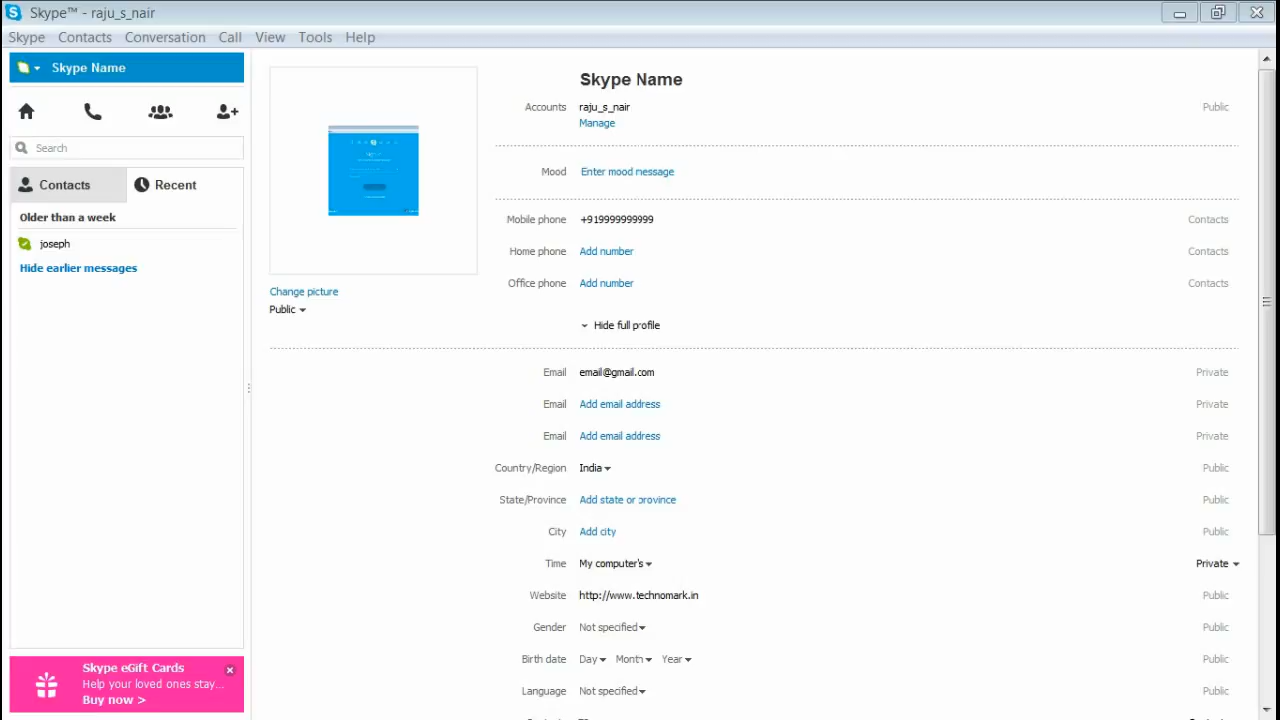 Skype™ - raju_s_nair
Skype Contacts Conversation Call View Tools Help
Skype Name
Search
Contacts Recent
Older than a week
joseph
Hide earlier messages
Skype eGift Cards
Help your loved ones stay...
Buy now >
Change picture
Public
Skype Name
Accounts raju_s_nair Public
Manage
Mood Enter mood message
Mobile phone +919999999999 Contacts
Home phone Add number Contacts
Office phone Add number Contacts
Hide full profile
Email email@gmail.com Private
Email Add email address Private
Email Add email address Private
Country/Region India Public
State/Province Add state or province Public
City Add city Public
Time My computer's Private
Website http://www.technomark.in Public
Gender Not specified Public
Birth date Day Month Year Public
Language Not specified Public